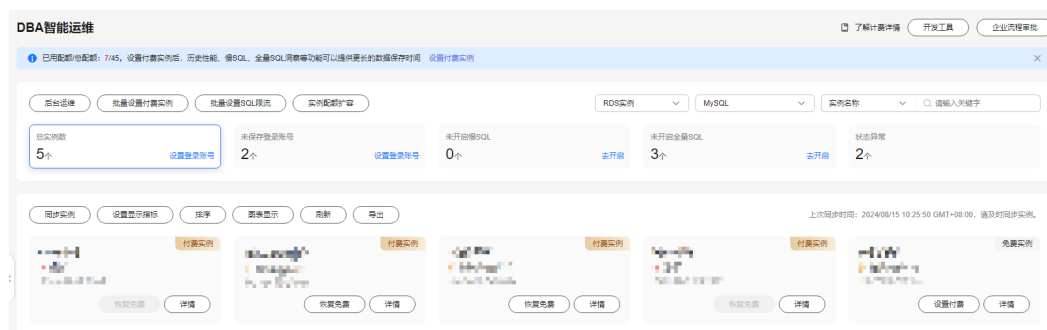 DBA智能运维
了解计费详情 开发工具 企业流程审批
已用配额/总配额：7/45。设置付费实例后，历史性能、慢SQL、全量SQL洞察等功能可以提供更长的数据保存时间 设置付费实例
后台运维 批量设置付费实例 批量设置SQL限流 实例配额扩容 RDS实例 MySQL 实例名称 请输入关键字
总实例数 未保存登录账号 未开启慢SQL 未开启全量SQL 状态异常
5个 设置登录账号 2个 设置登录账号 0个 去开启 3个 去开启 2个
同步实例 设置显示指标 排序 图表显示 刷新 导出 上次同步时间：2024/08/15 10:25:50 GMT+08:00，请及时同步实例。
付费实例 付费实例 付费实例 付费实例 免费实例
恢复免费 详情 恢复免费 详情 恢复免费 详情 恢复免费 详情 设置付费 详情